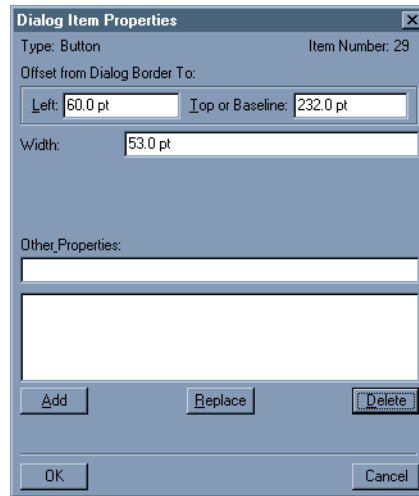 Dialog Item Properties
Type: Button Item Number: 29
Offset from Dialog Border To:
Left: 60.0 pt Top or Baseline: 232.0 pt
Width: 53.0 pt
Other Properties:
Add Replace Delete
OK Cancel